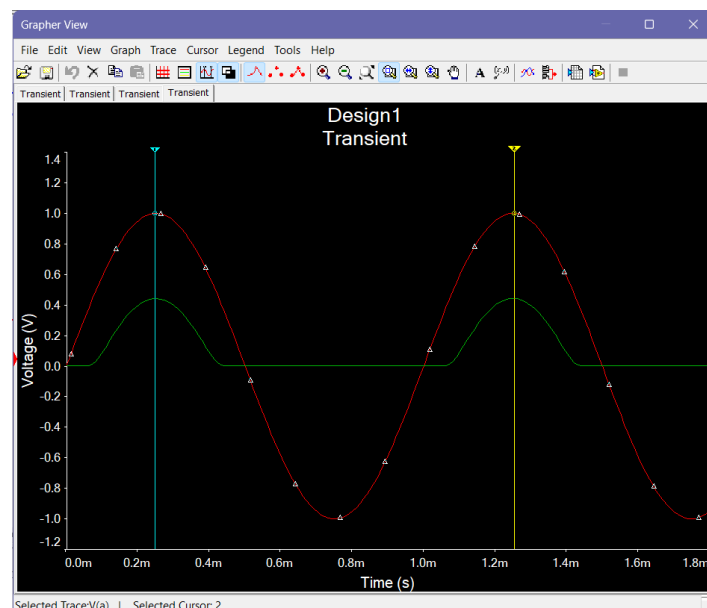 Grapher View
File Edit View Graph Trace Cursor Legend Tools Help
Transient Transient Transient Transient
Design1
Transient
1.4
1.2
1.0
0.8
0.6
0.4
0.2
0.0
-0.2
-0.4
-0.6
-0.8
-1.0
-1.2
Voltage (V)
0.0m 0.2m 0.4m 0.6m 0.8m 1.0m 1.2m 1.4m 1.6m 1.8m
Time (s)
Selected Trace:V(a) | Selected Cursor: 2